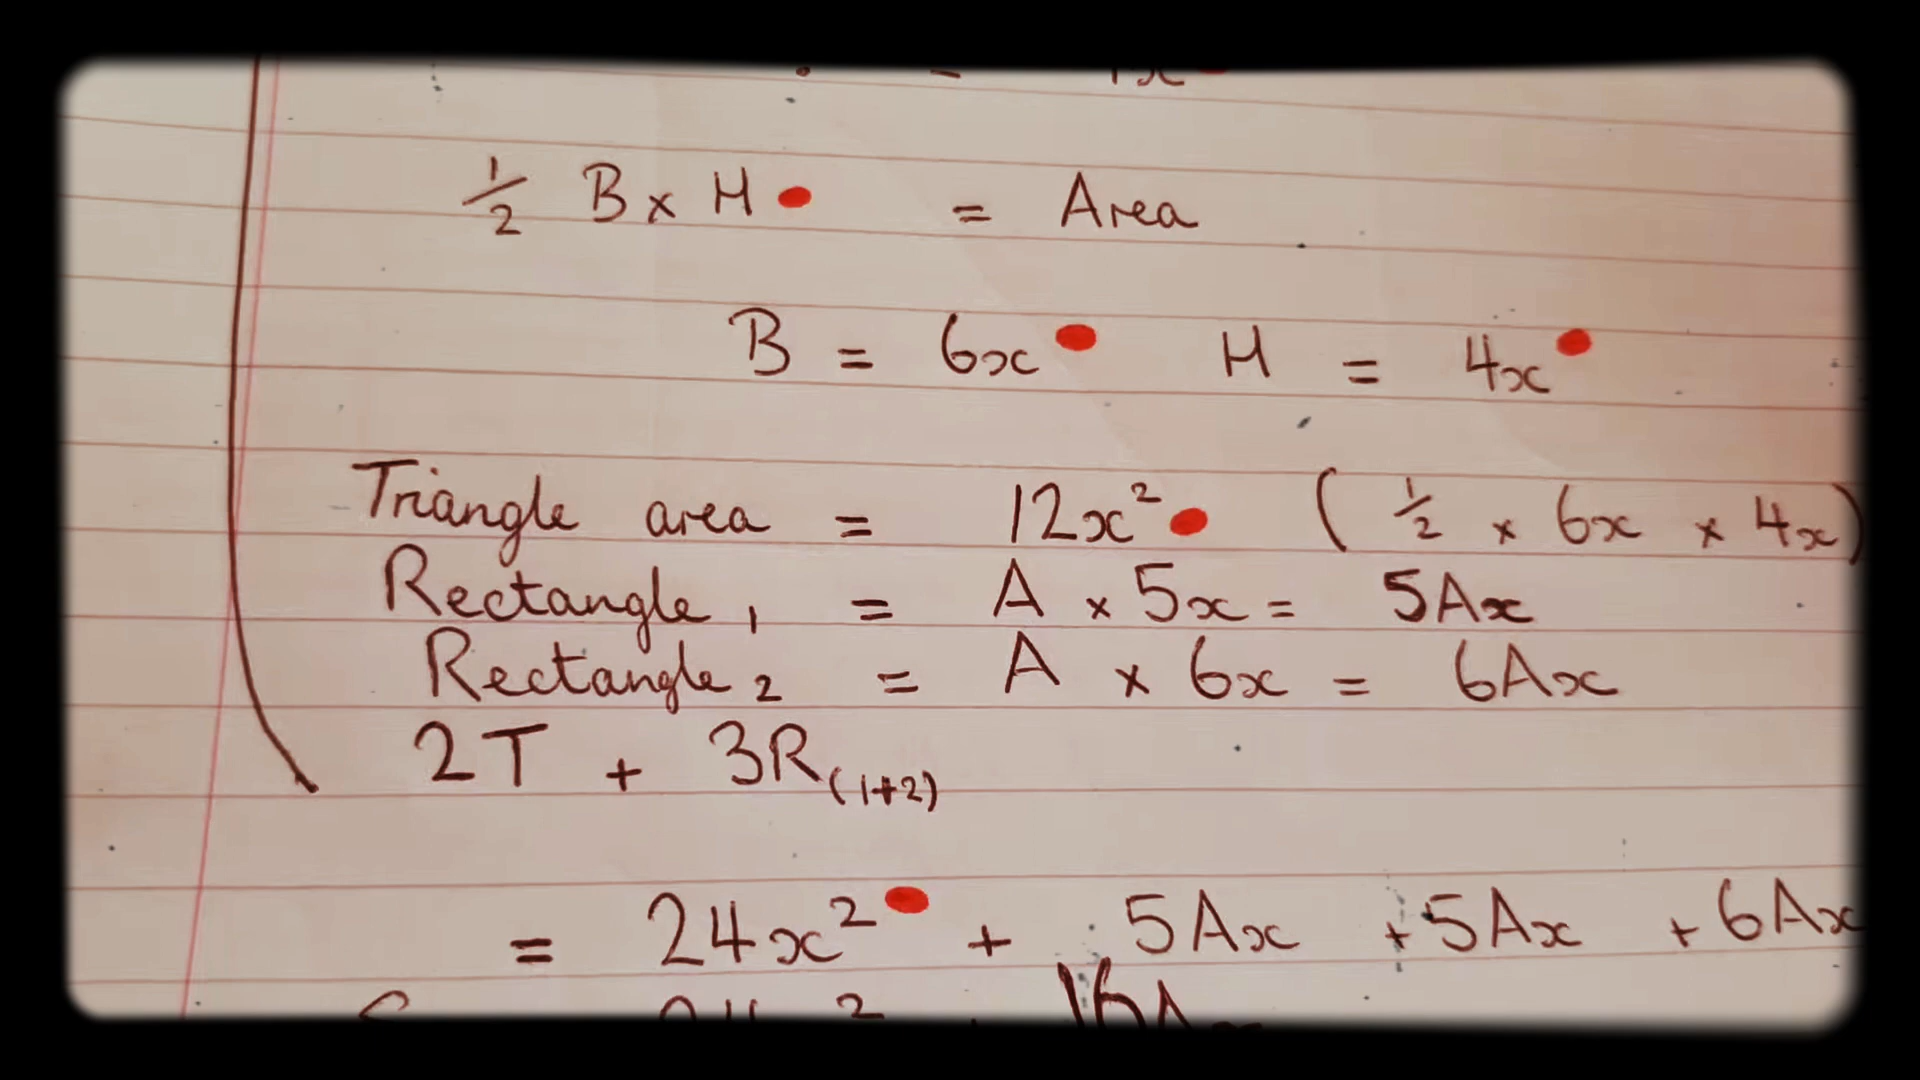 ½ B x H = Area
B = 6x H = 4x
Triangle area = 12x² ( ½ x 6x x 4x)
Rectangle 1 = A x 5x = 5Ax
Rectangle 2 = A x 6x = 6Ax
2T + 3R (1+2)
= 24x² + 5Ax + 5Ax + 6Ax